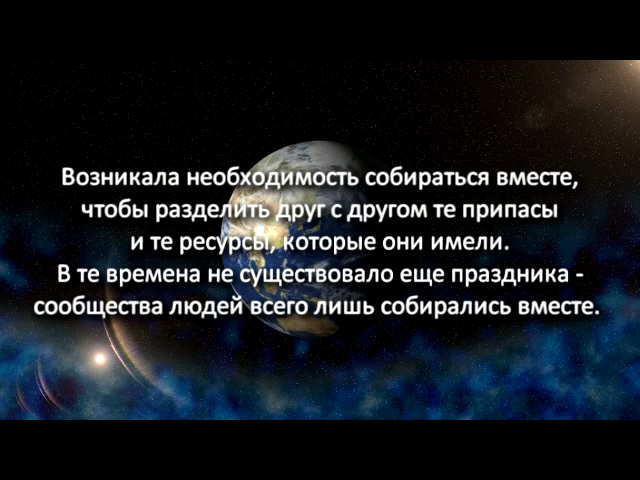 Возникала необходимость собираться вместе,
чтобы разделить друг с другом те припасы
и те ресурсы, которые они имели.
В те времена не существовало еще праздника -
сообщества людей всего лишь собирались вместе.